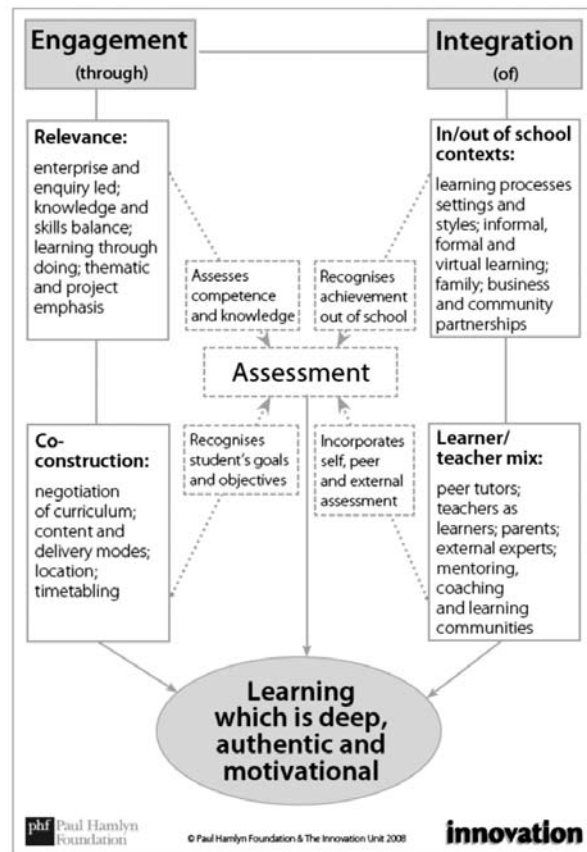 Engagement
(through)
Integration
(of)
Relevance:
enterprise and
enquiry led;
knowledge and
skills balance;
learning through
doing; thematic
and project
emphasis
In/out of school
contexts:
learning processes
settings and
styles; informal,
formal and
virtual learning;
family; business
and community
partnerships
Assesses
competence
and knowledge
Recognises
achievement
out of school
Assessment
Recognises
student's goals
and objectives
Incorporates
self, peer
and external
assessment
Co-
construction:
negotiation
of curriculum;
content and
delivery modes;
location;
timetabling
Learner/
teacher mix:
peer tutors;
teachers as
learners; parents;
external experts;
mentoring,
coaching
and learning
communities
Learning
which is deep,
authentic and
motivational
phf Paul Hamlyn
Foundation
© Paul Hamlyn Foundation & The Innovation Unit 2008
innovation